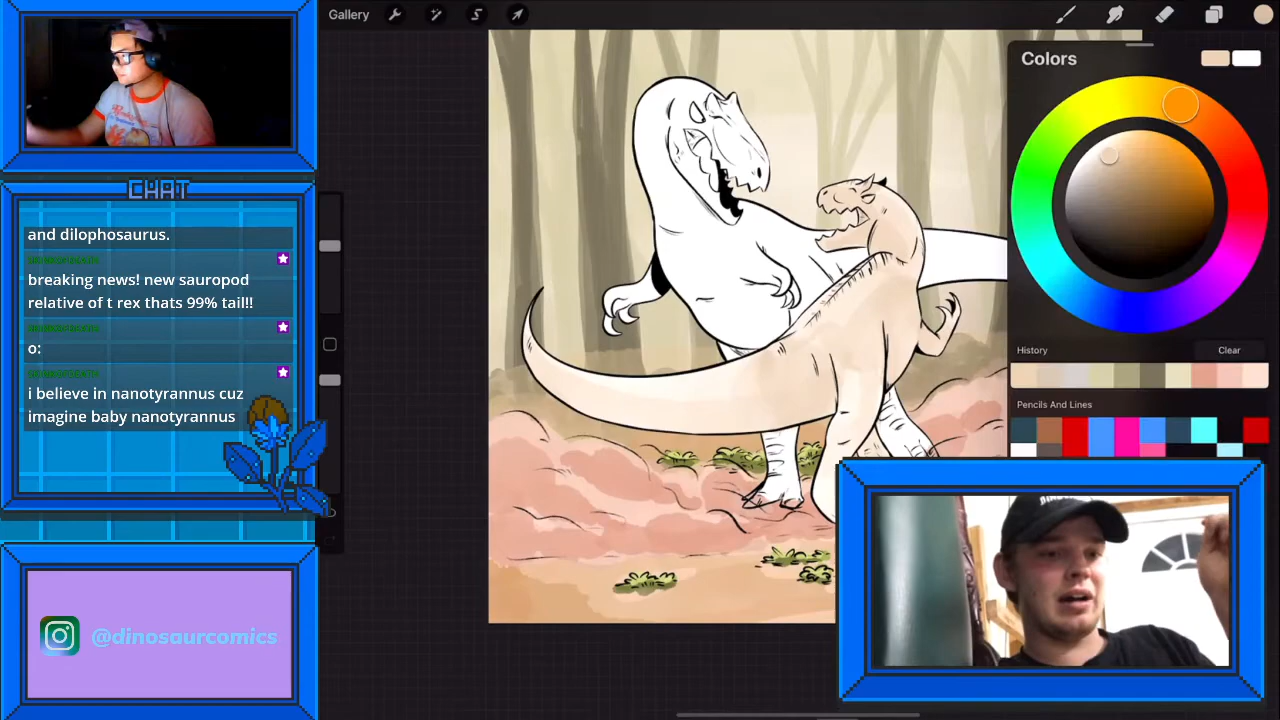 Gallery
Colors
CHAT
and dilophosaurus.
breaking news! new sauropod
relative of t rex thats 99% tail!!
o:
i believe in nanotyrannus cuz
imagine baby nanotyrannus
History
Clear
Pencils And Lines
@dinosaurcomics